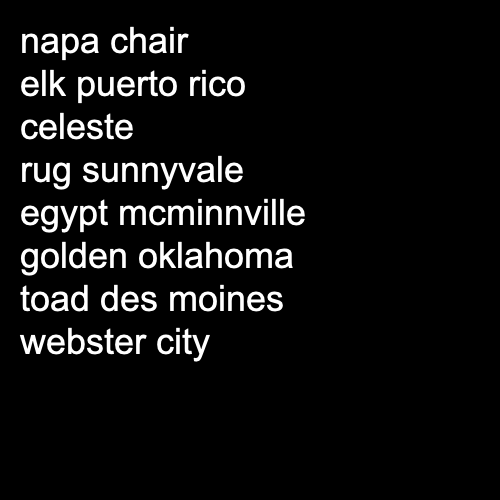 napa chair
elk puerto rico
celeste
rug sunnyvale
egypt mcminnville
golden oklahoma
toad des moines
webster city